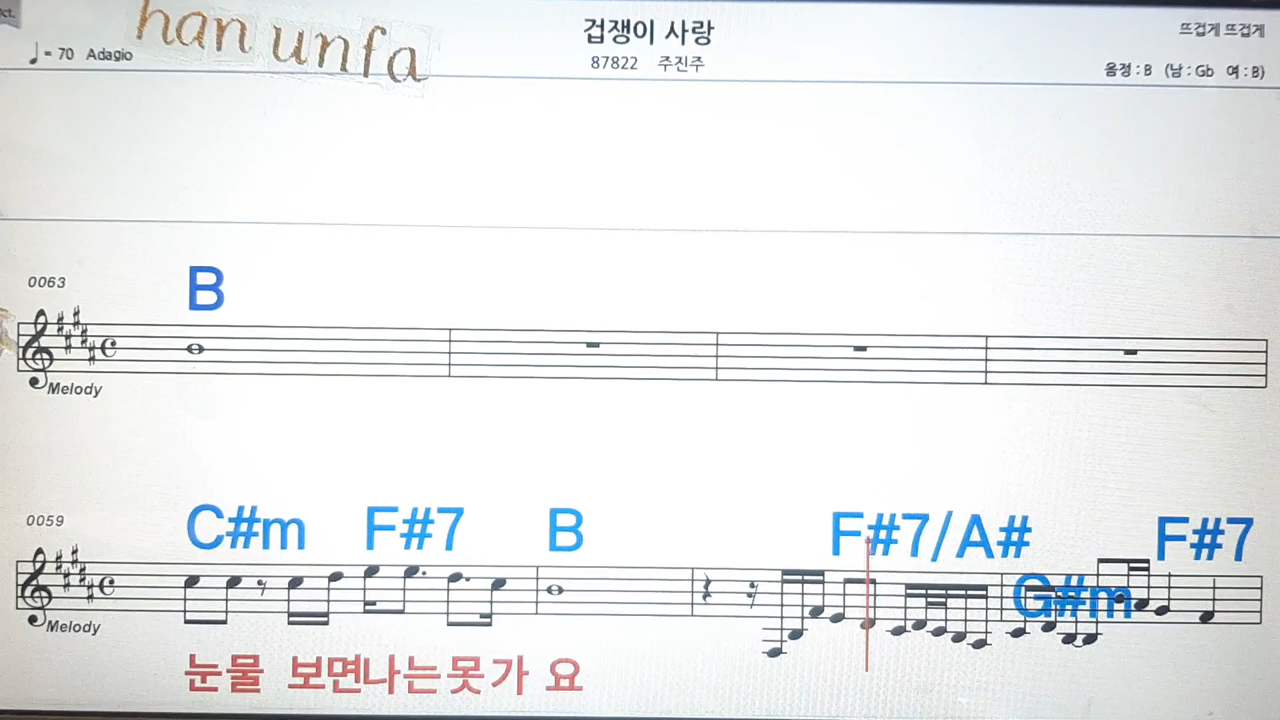 ct.
han unfa
겁쟁이 사랑
뜨겁게 뜨겁게
♩ = 70 Adagio
87822 주진주
음정 : B (남 : Gb 여 : B)
0063
B
Melody
0059
C#m F#7 B F#7/A# G#m F#7
Melody
눈물 보면나는못가 요